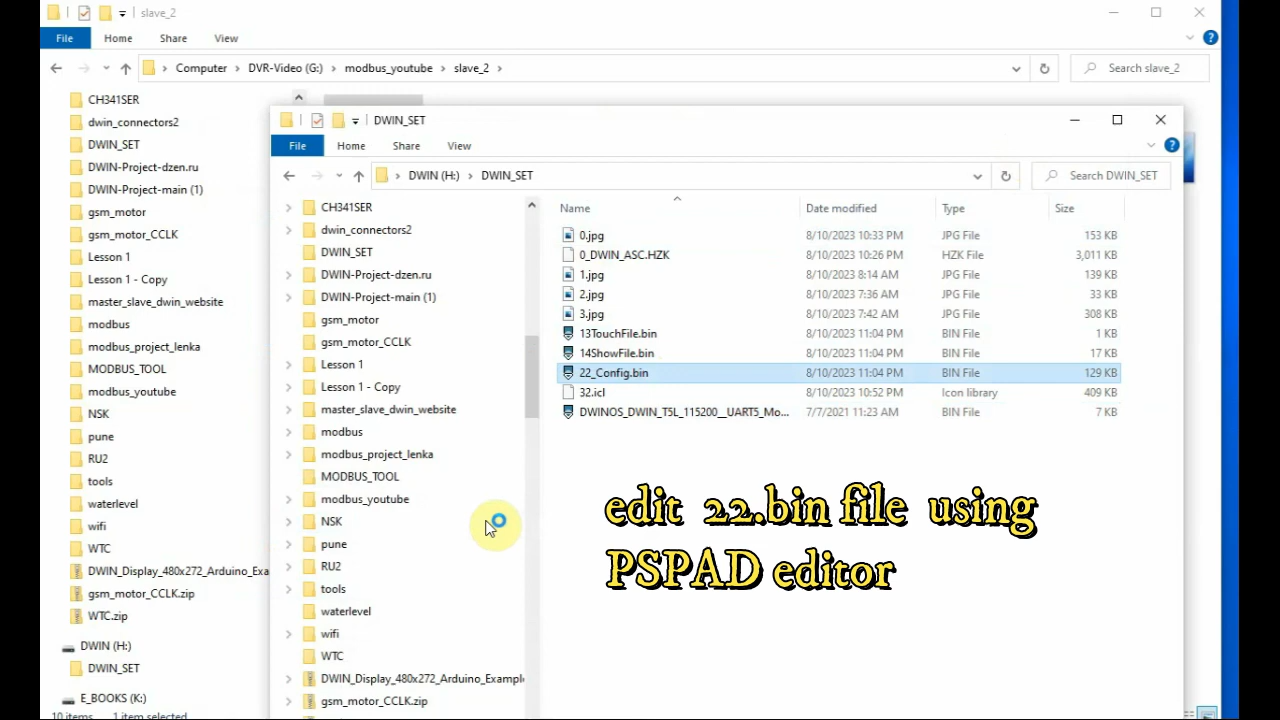 slave_2
File Home Share View
Computer DVR-Video (G:) modbus_youtube slave_2 Search slave_2
CH341SER
dwin_connectors2
DWIN_SET
DWIN-Project-dzen.ru
DWIN-Project-main (1)
gsm_motor
gsm_motor_CCLK
Lesson 1
Lesson 1 - Copy
master_slave_dwin_website
modbus
modbus_project_lenka
MODBUS_TOOL
modbus_youtube
NSK
pune
RU2
tools
waterlevel
wifi
WTC
DWIN_Display_480x272_Arduino_Exa
gsm_motor_CCLK.zip
WTC.zip
DWIN (H:)
DWIN_SET
E_BOOKS (K:)
10 items 1 item selected
DWIN_SET
File Home Share View
DWIN (H:) DWIN_SET Search DWIN_SET
CH341SER
dwin_connectors2
DWIN_SET
DWIN-Project-dzen.ru
DWIN-Project-main (1)
gsm_motor
gsm_motor_CCLK
Lesson 1
Lesson 1 - Copy
master_slave_dwin_website
modbus
modbus_project_lenka
MODBUS_TOOL
modbus_youtube
NSK
pune
RU2
tools
waterlevel
wifi
WTC
DWIN_Display_480x272_Arduino_Example
gsm_motor_CCLK.zip
Name Date modified Type Size
0.jpg 8/10/2023 10:33 PM JPG File 153 KB
0_DWIN_ASC.HZK 8/10/2023 10:26 PM HZK File 3,011 KB
1.jpg 8/10/2023 8:14 AM JPG File 139 KB
2.jpg 8/10/2023 7:36 AM JPG File 33 KB
3.jpg 8/10/2023 7:42 AM JPG File 308 KB
13TouchFile.bin 8/10/2023 11:04 PM BIN File 1 KB
14ShowFile.bin 8/10/2023 11:04 PM BIN File 17 KB
22_Config.bin 8/10/2023 11:04 PM BIN File 129 KB
32.icl 8/10/2023 10:52 PM Icon library 409 KB
DWINOS_DWIN_T5L_115200__UART5_Mo... 7/7/2021 11:23 AM BIN File 7 KB
edit 22.bin file using
PSPAD editor